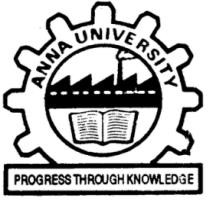 ANNA UNIVERSITY
PROGRESS THROUGH KNOWLEDGE